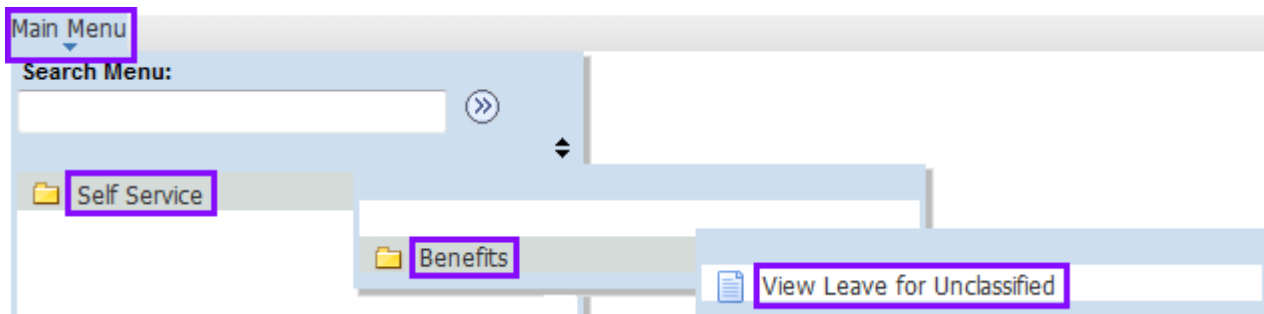 Main Menu
Search Menu:
Self Service
Benefits
View Leave for Unclassified